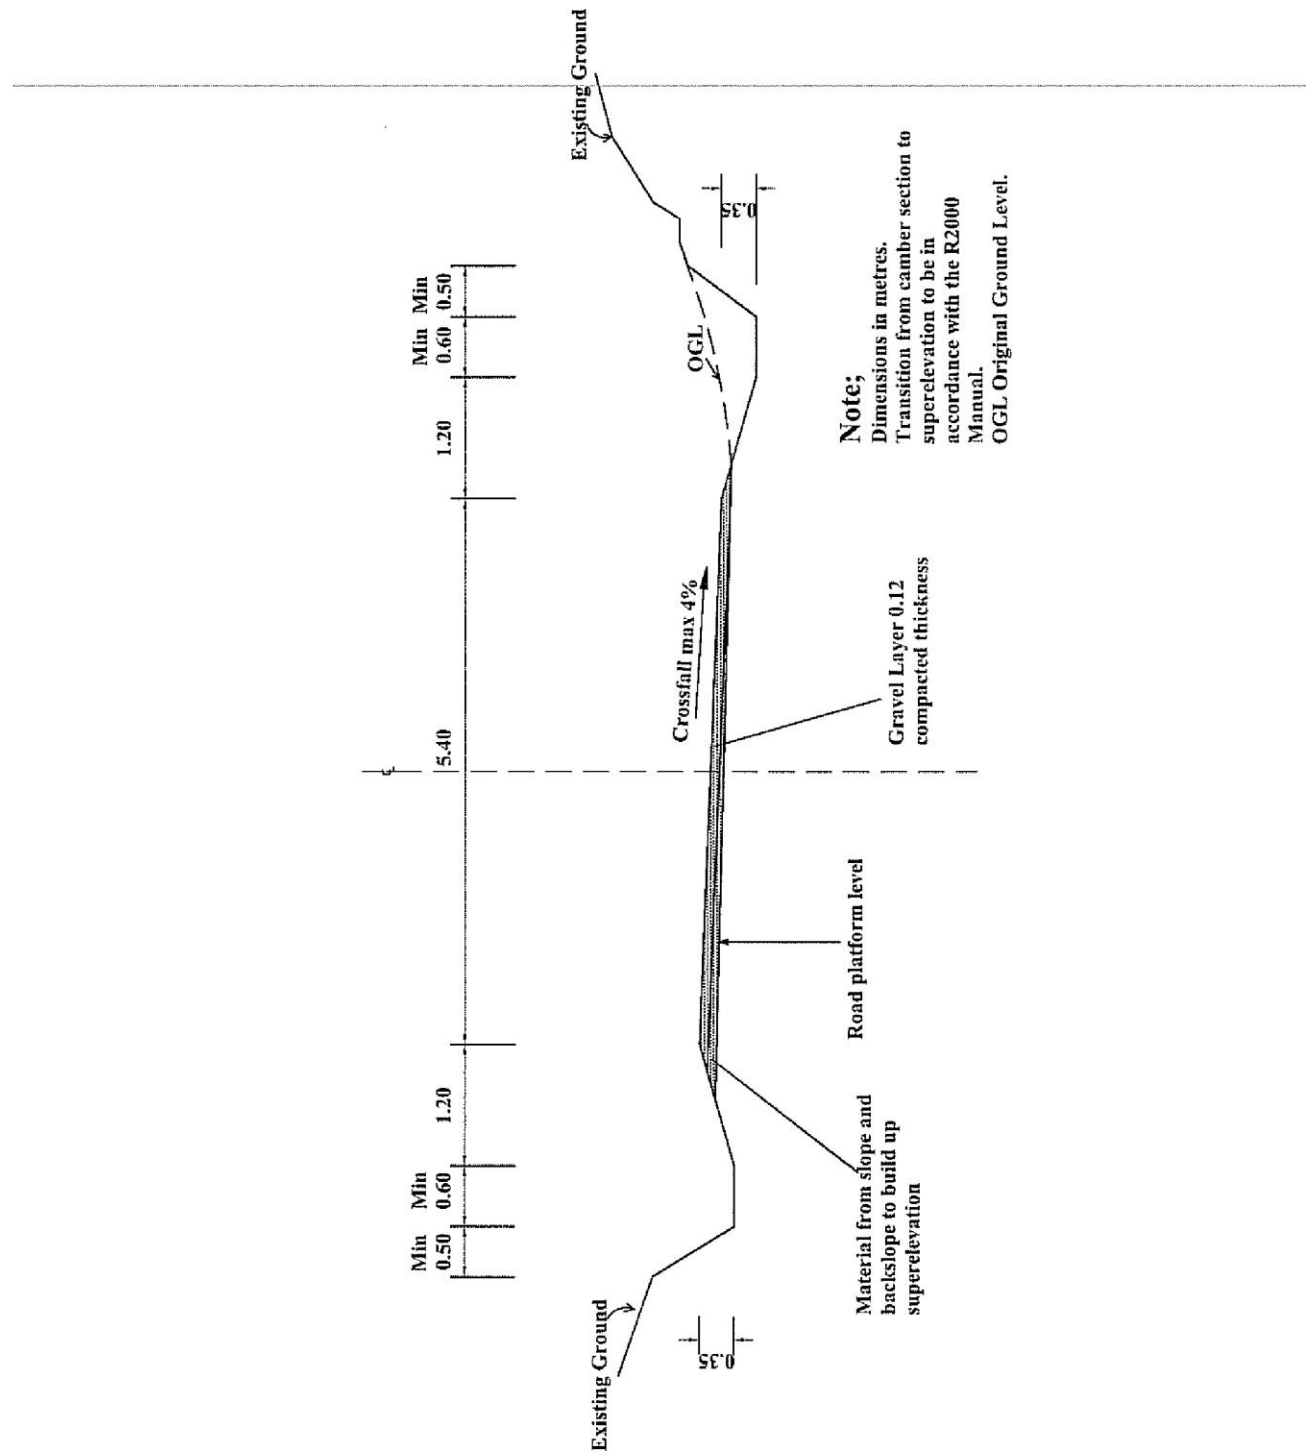 Min
0.50
Min
0.60
1.20
5.40
1.20
Min
0.60
Min
0.50
Existing Ground
Existing Ground
OGL
Crossfall max 4%
0.35
0.35
Material from slope and
backslope to build up
superelevation
Road platform level
Gravel Layer 0.12
compacted thickness
Note;
Dimensions in metres.
Transition from camber section to
superelevation to be in
accordance with the R2000
Manual.
OGL Original Ground Level.